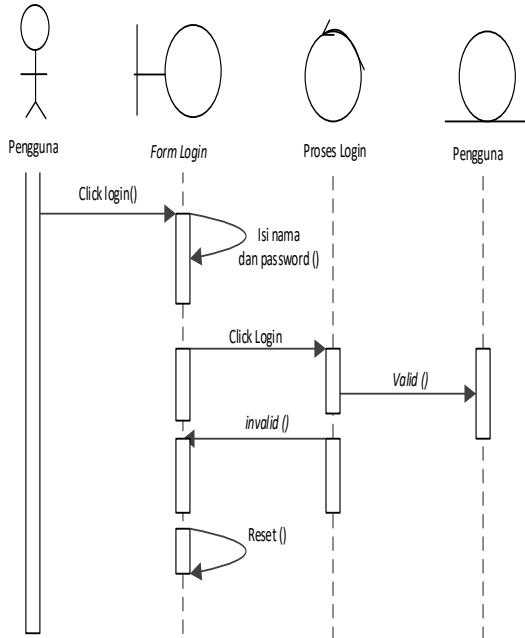 Pengguna
Form Login
Proses Login
Pengguna
Click login()
Isi nama
dan password ()
Click Login
Valid ()
invalid ()
Reset ()